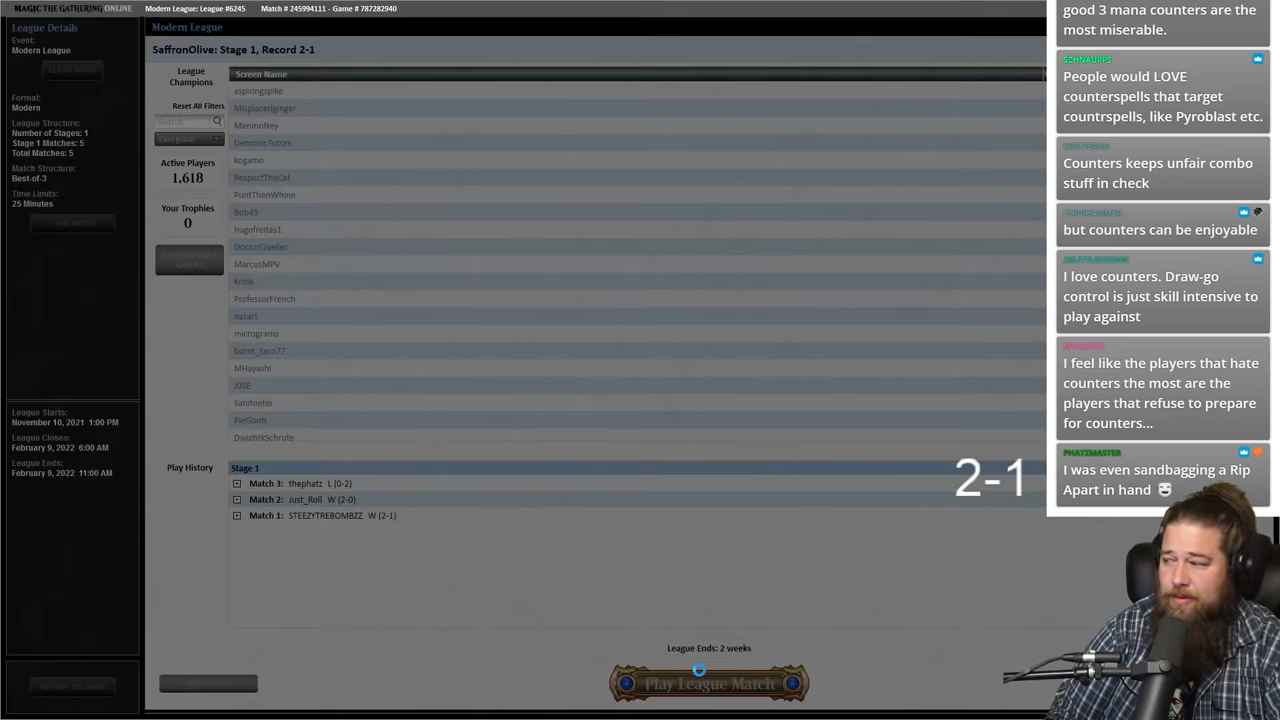 MAGIC THE GATHERING ONLINE
Modern League: League #6245
Match # 245994111 - Game # 787282940
League Details
Event:
Modern League
Format:
Modern
League Structure:
Number of Stages: 1
Stage 1 Matches: 5
Total Matches: 5
Match Structure:
Best-of-3
Time Limits:
25 Minutes
League Starts:
November 10, 2021 1:00 PM
League Closes:
February 9, 2022 6:00 AM
League Ends:
February 9, 2022 11:00 AM
Modern League
SaffronOlive: Stage 1, Record 2-1
League
Champions
Reset All Filters
Search
Everyone
Active Players
1,618
Your Trophies
0
Screen Name
aspiringspike
Misplacedginger
MeninoNey
DemonicTutors
kogamo
RespectTheCat
PuntThenWhine
Bob49
hugofreitas1
DoctorQueller
MarcusMPV
Kritik
ProfessorFrench
nazart
micrograms
burnt_taco77
MHayashi
J0SE
Sanitoeter
PieGonti
DwightkSchrute
Play History
Stage 1
Match 3: thephatz L (0-2)
Match 2: Just_Roll W (2-0)
Match 1: STEEZYTREBOMBZZ W (2-1)
2-1
League Ends: 2 weeks
Play League Match
good 3 mana counters are the
most miserable.
SCHNAUPPS
People would LOVE
counterspells that target
countrspells, like Pyroblast etc.
Counters keeps unfair combo
stuff in check
but counters can be enjoyable
I love counters. Draw-go
control is just skill intensive to
play against
I feel like the players that hate
counters the most are the
players that refuse to prepare
for counters...
PHATZMASTER
I was even sandbagging a Rip
Apart in hand